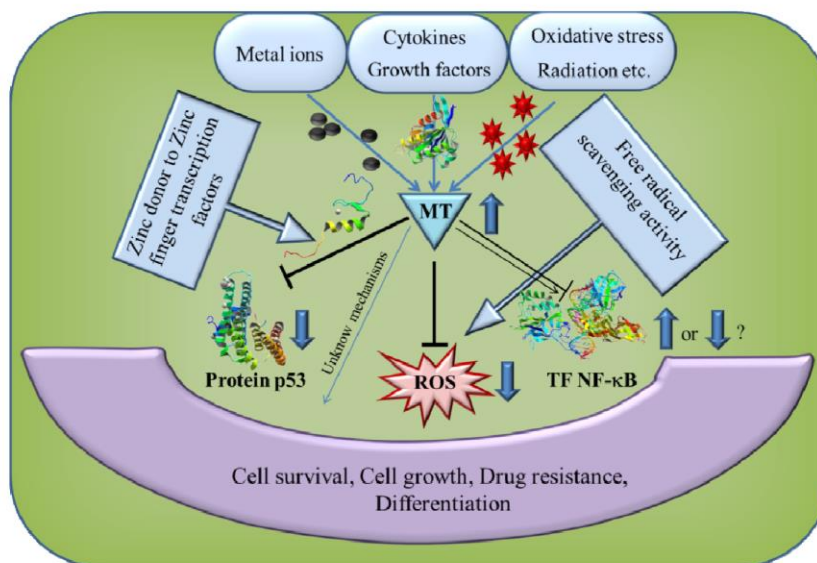 Metal ions
Cytokines
Growth factors
Oxidative stress
Radiation etc.
Zinc donor to Zinc
finger transcription
factors
Free radical
scavenging activity
MT
Unknow mechanisms
Protein p53
ROS
TF NF-κB
or
?
Cell survival, Cell growth, Drug resistance,
Differentiation